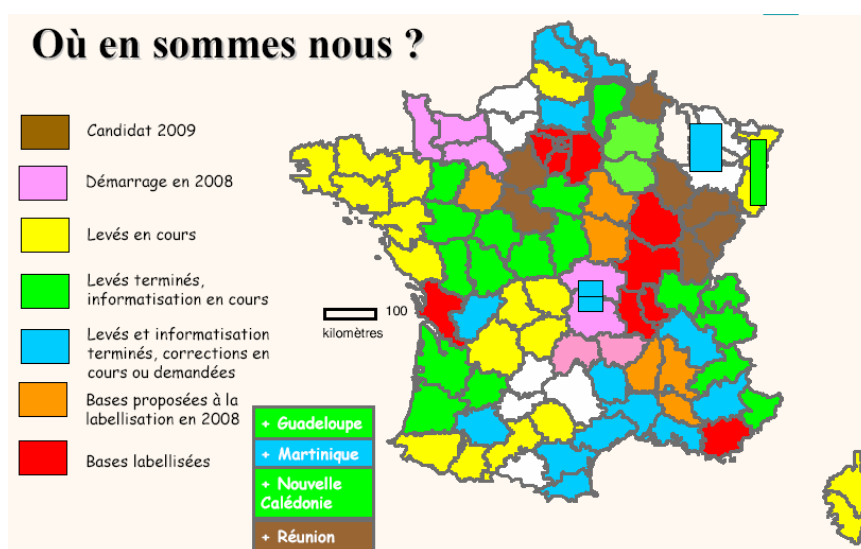 Où en sommes nous ?
Candidat 2009
Démarrage en 2008
Levés en cours
Levés terminés,
informatisation en cours
Levés et informatisation
terminés, corrections en
cours ou demandées
Bases proposées à la
labellisation en 2008
Bases labellisées
100
kilomètres
+ Guadeloupe
+ Martinique
+ Nouvelle
Calédonie
+ Réunion